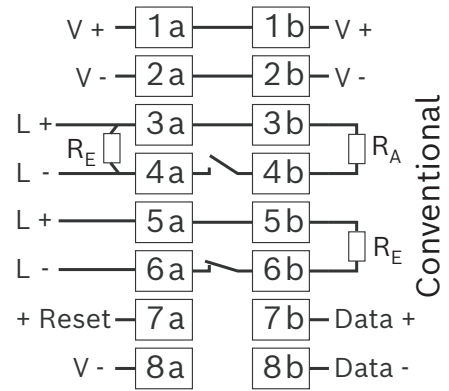 V + 1a 1b V +
V - 2a 2b V -
L + 3a 3b
R_E R_A
L - 4a 4b
L + 5a 5b
R_E
L - 6a 6b
+ Reset 7a 7b Data +
V - 8a 8b Data -
Conventional